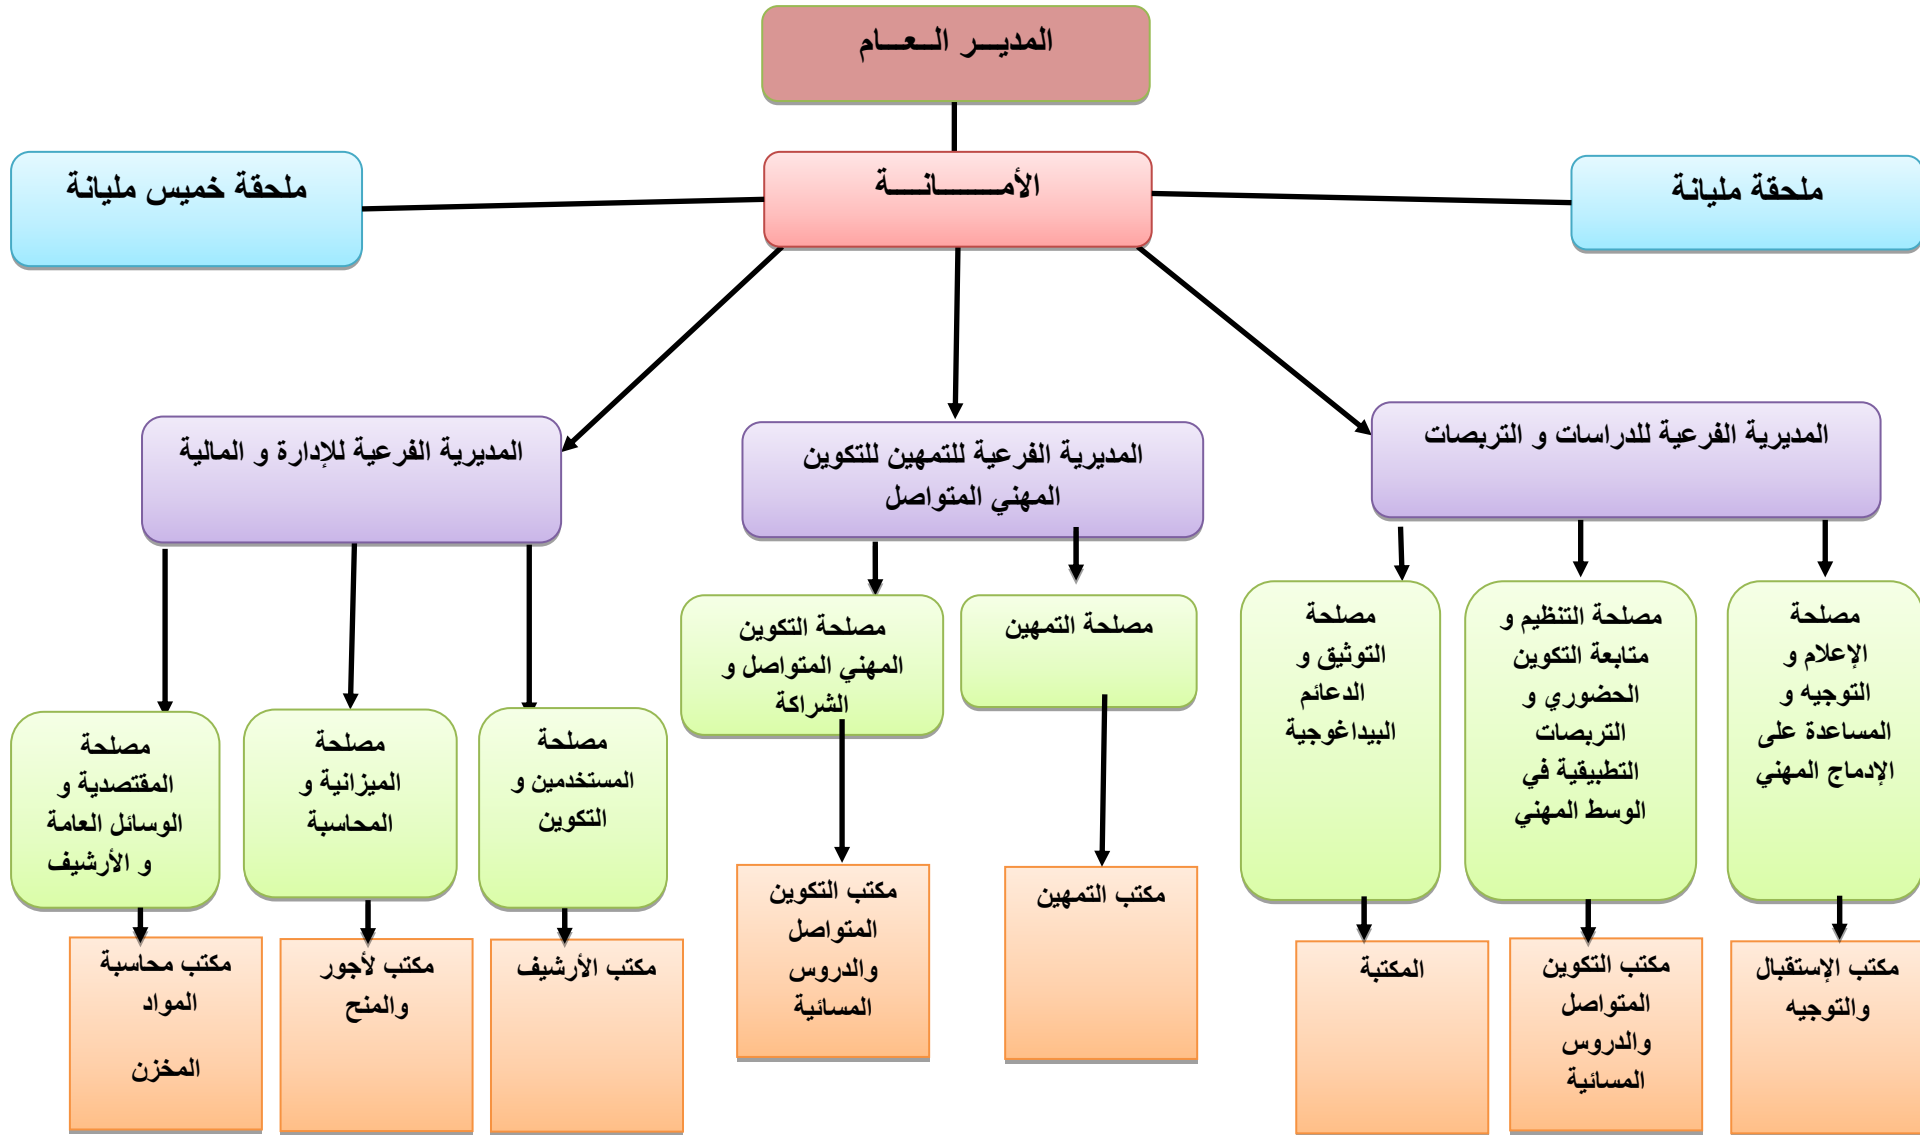 المديـــر الــعــام
ملحقة مليانة
الأمـــــــانـــــة
ملحقة خميس مليانة
المديرية الفرعية للدراسات و التربصات
المديرية الفرعية للتمهين للتكوين
المهني المتواصل
المديرية الفرعية للإدارة و المالية
مصلحة
الإعلام و
التوجيه و
المساعدة على
الإدماج المهني
مصلحة التنظيم و
متابعة التكوين
الحضوري و
التربصات
التطبيقية في
الوسط المهني
مصلحة
التوثيق و
الدعائم
البيداغوجية
مصلحة التمهين
مصلحة التكوين
المهني المتواصل و
الشراكة
مصلحة
المستخدمين و
التكوين
مصلحة
الميزانية و
المحاسبة
مصلحة
المقتصدية و
الوسائل العامة
و الأرشيف
مكتب الإستقبال
والتوجيه
مكتب التكوين
المتواصل
والدروس
المسائية
المكتبة
مكتب التمهين
مكتب التكوين
المتواصل
والدروس
المسائية
مكتب الأرشيف
مكتب لأجور
والمنح
مكتب محاسبة
المواد
المخزن